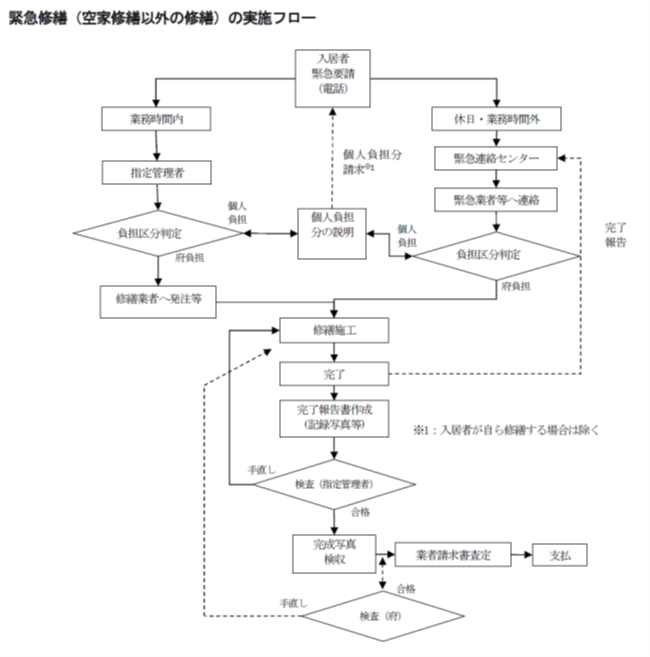 緊急修繕（空家修繕以外の修繕）の実施フロー
入居者
緊急要請
（電話）
業務時間内
休日・業務時間外
個人負担分
請求※1
緊急連絡センター
指定管理者
緊急業者等へ連絡
個人
負担
個人負担
分の説明
個人
負担
完了
報告
負担区分判定
負担区分判定
府負担
府負担
修繕業者へ発注等
修繕施工
完了
完了報告書作成
（記録写真等）
※1：入居者が自ら修繕する場合は除く
手直し
検査（指定管理者）
合格
完成写真
検収
業者請求書査定
支払
合格
手直し
検査（府）